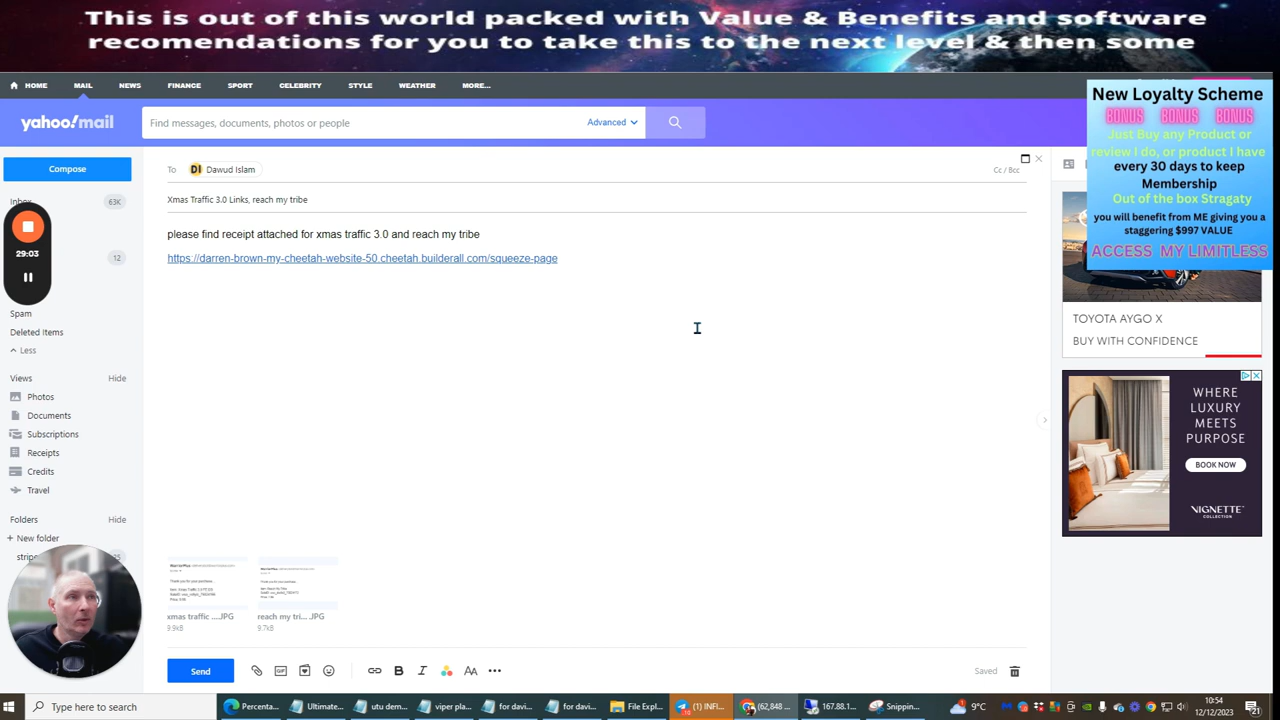 This is out of this world packed with Value & Benefits and software
recomendations for you to take this to the next level & then some
HOME
MAIL
NEWS
FINANCE
SPORT
CELEBRITY
STYLE
WEATHER
MORE...
New Loyalty Scheme
BONUS BONUS BONUS
Just Buy any Product or
review I do, or product I have
every 30 days to keep
Membership
Out of the box Stragaty
you will benefit from ME giving you a
staggering $997 VALUE
ACCESS MY LIMITLESS
yahoo!mail
Find messages, documents, photos or people
Advanced
Compose
To
DI
Dawud Islam
Cc / Bcc
Inbox
63K
Xmas Traffic 3.0 Links, reach my tribe
29:03
please find receipt attached for xmas traffic 3.0 and reach my tribe
https://darren-brown-my-cheetah-website-50.cheetah.builderall.com/squeeze-page
12
Spam
Deleted Items
Less
Views
Hide
Photos
Documents
Subscriptions
Receipts
Credits
Travel
Folders
Hide
New folder
TOYOTA AYGO X
BUY WITH CONFIDENCE
WHERE
LUXURY
MEETS
PURPOSE
BOOK NOW
VIGNETTE
COLLECTION
xmas traffic ....JPG
9.9kB
reach my tri... .JPG
9.7kB
Send
GIF
B
I
AA
Saved
Type here to search
Percenta...
Ultimate...
utu demo...
viper pla...
for davi...
for davi...
File Expl...
(1) INFI...
(62,848 ...
167.88.1...
Snippin...
9°C
10:54
12/12/2023
21